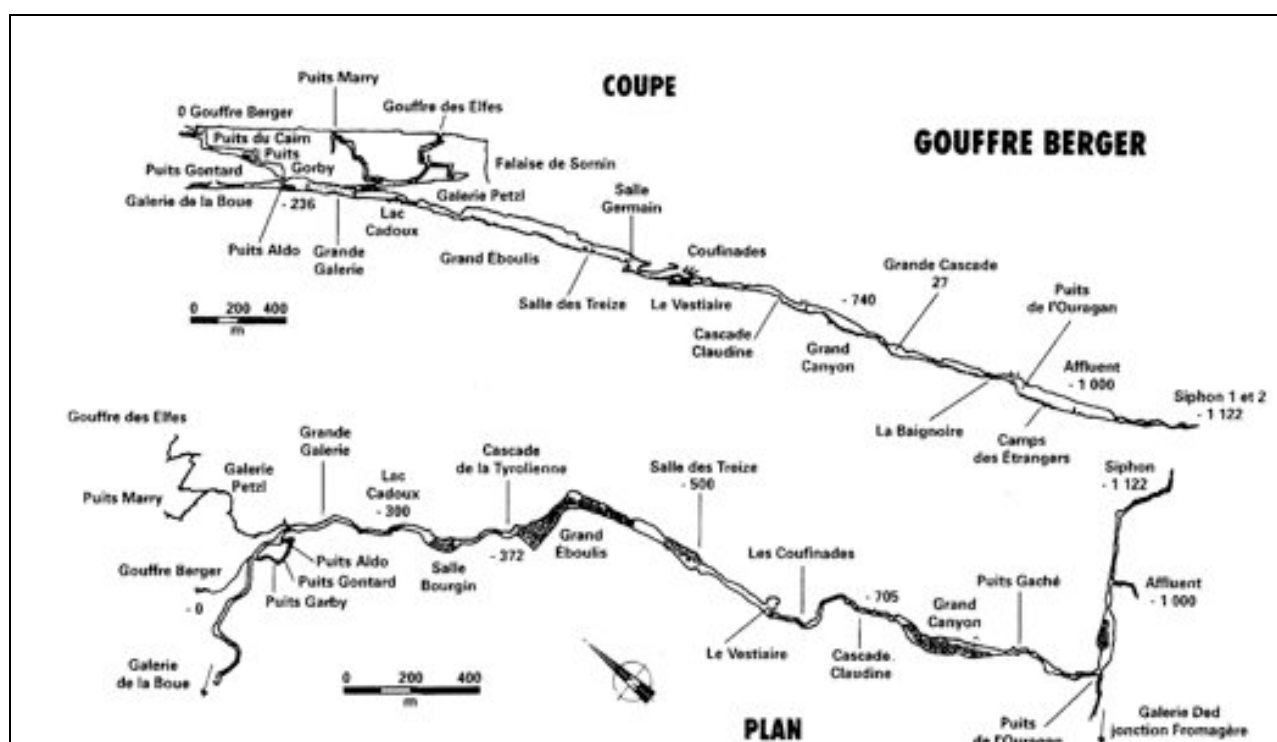 COUPE
GOUFFRE BERGER
Puits Marry
0 Gouffre Berger
Gouffre des Elfes
Puits du Cairn
Puits
Gorby
Puits Gontard
Falaise de Sornin
Galerie de la Boue
- 236
Galerie Petzl
Lac
Cadoux
Salle
Germain
Puits Aldo
Grande
Galerie
Grand Éboulis
Coufinades
Grande Cascade
27
Puits
de l'Ouragan
- 740
Salle des Treize
Le Vestiaire
0 200 400
m
Cascade
Claudine
Grand
Canyon
Affluent
- 1 000
Siphon 1 et 2
- 1 122
La Baignoire
Camps
des Étrangers
Gouffre des Elfes
Grande
Galerie
Cascade
de la Tyrolienne
Salle des Treize
- 500
Siphon
- 1 122
Galerie
Petzl
Lac
Cadoux
- 300
Puits Marry
Grand
Éboulis
- 372
Salle
Bourgin
Les Coufinades
Puits Gaché
Puits Aldo
Puits Gontard
Puits Garby
Gouffre Berger
- 0
- 705
Grand
Canyon
Affluent
- 1 000
Le Vestiaire
Cascade
Claudine
Galerie
de la Boue
0 200 400
m
PLAN
Puits
de l'Ouragan
Galerie Ded
jonction Fromagère